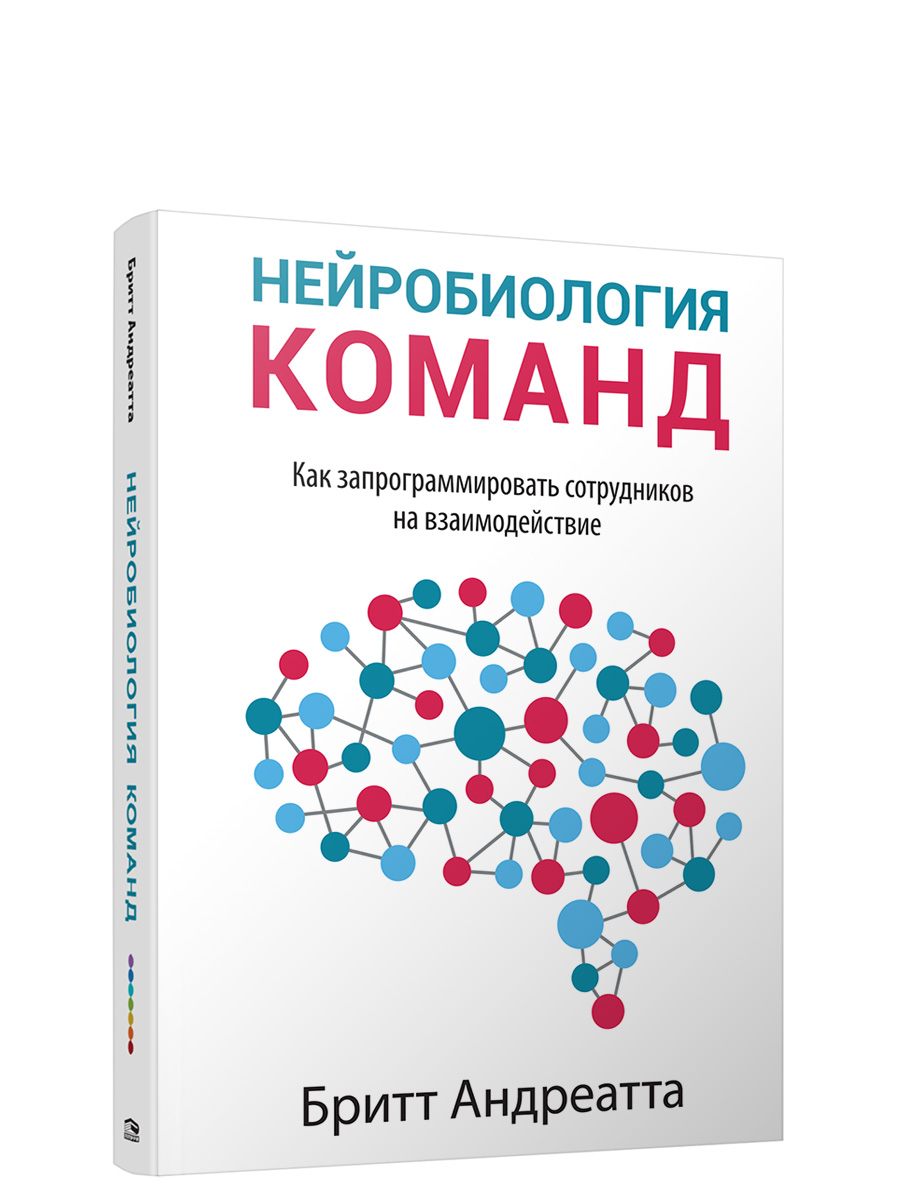 НЕЙРОБИОЛОГИЯ
КОМАНД
Как запрограммировать сотрудников
на взаимодействие
Бритт Андреатта
Бритт Андреатта НЕЙРОБИОЛОГИЯ КОМАНД